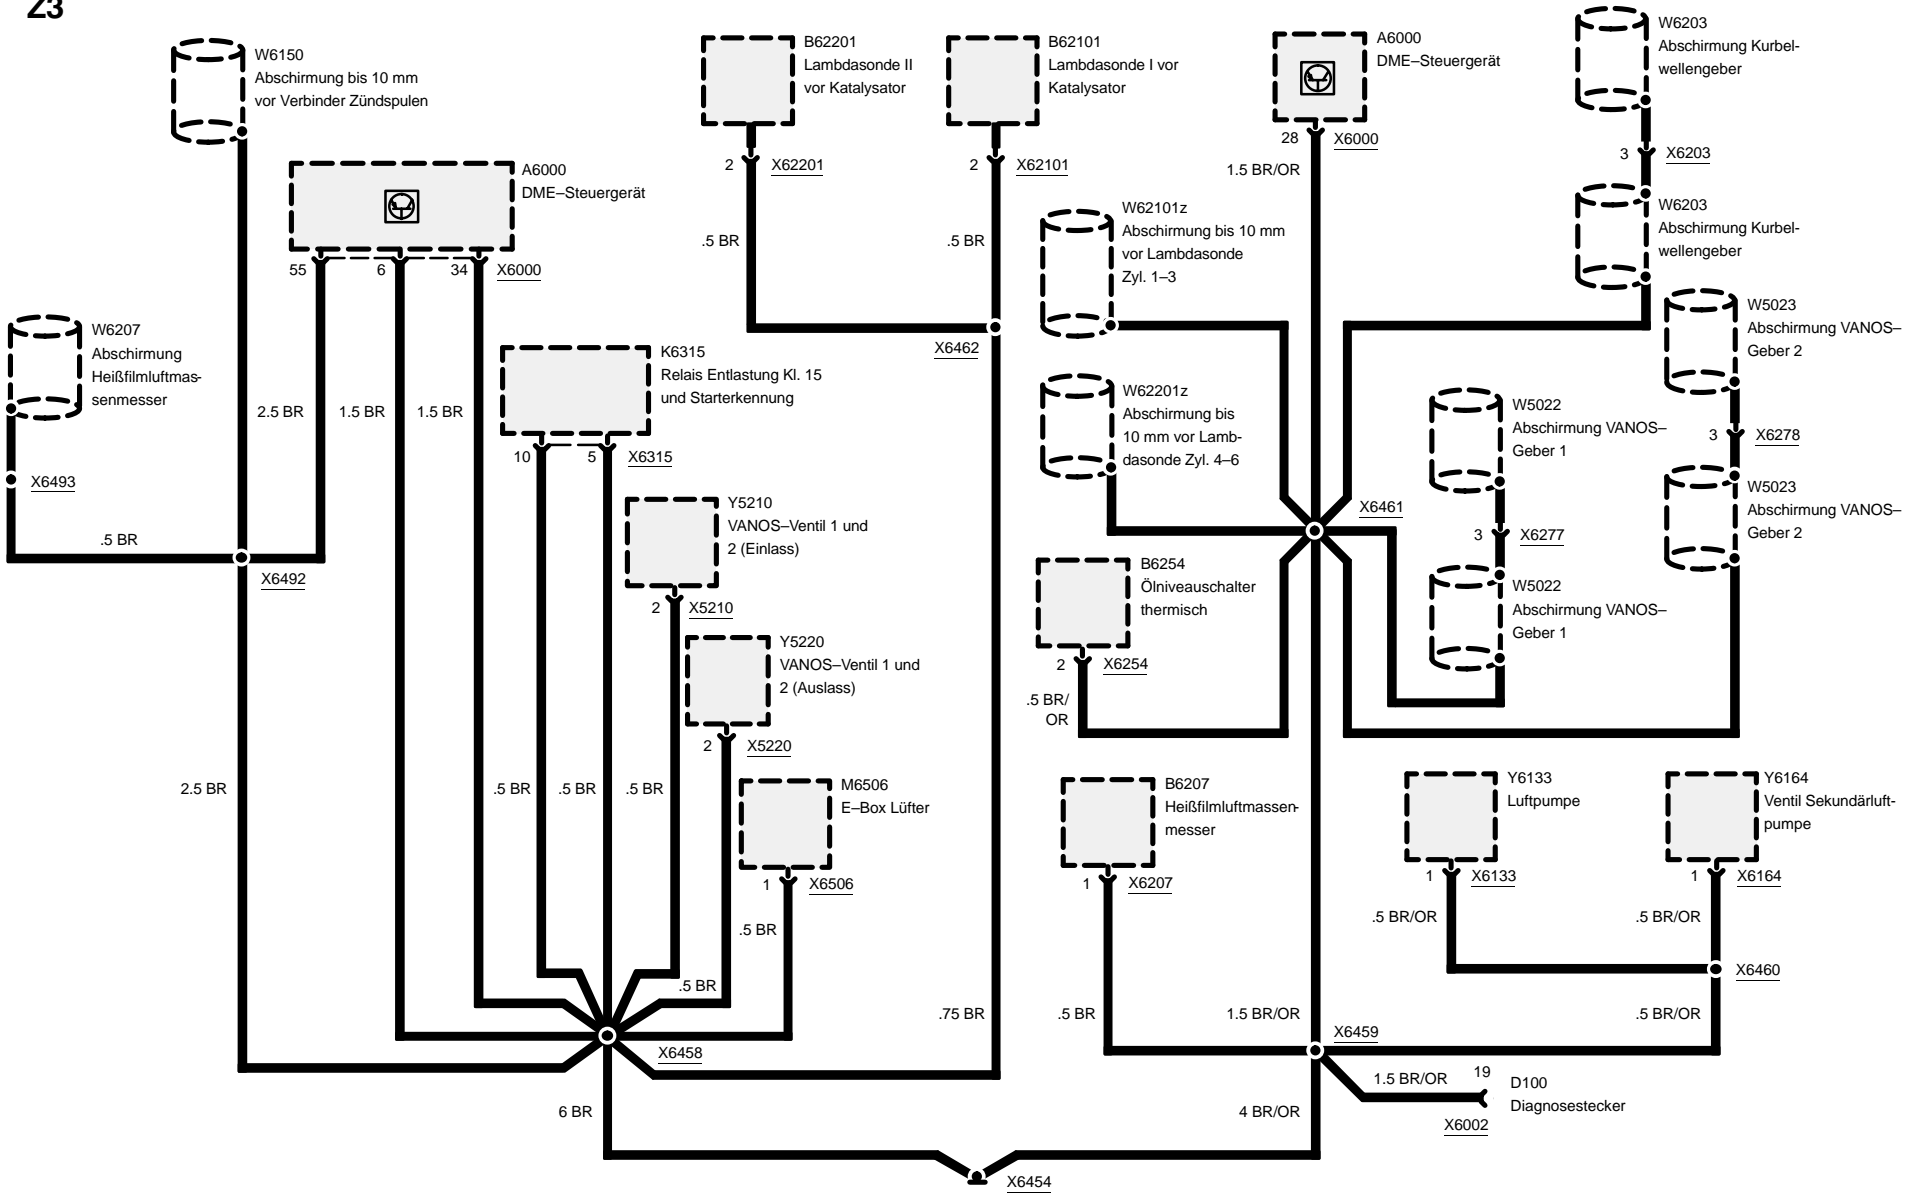 Z3
W6150
Abschirmung bis 10 mm
vor Verbinder Zündspulen
B62201
Lambdasonde II
vor Katalysator
B62101
Lambdasonde I vor
Katalysator
A6000
DME–Steuergerät
W6203
Abschirmung Kurbel-
wellengeber
2
X62201
2
X62101
28
X6000
3
X6203
1.5 BR/OR
A6000
DME–Steuergerät
W62101z
Abschirmung bis 10 mm
vor Lambdasonde
Zyl. 1–3
W6203
Abschirmung Kurbel-
wellengeber
.5 BR
.5 BR
55
6
34
X6000
W6207
Abschirmung
Heißfilmluftmas-
senmesser
W5023
Abschirmung VANOS–
Geber 2
X6462
K6315
Relais Entlastung Kl. 15
und Starterkennung
W62201z
Abschirmung bis
10 mm vor Lamb-
dasonde Zyl. 4–6
W5022
Abschirmung VANOS–
Geber 1
2.5 BR
1.5 BR
1.5 BR
3
X6278
10
5
X6315
X6493
W5023
Abschirmung VANOS–
Geber 2
Y5210
VANOS–Ventil 1 und
2 (Einlass)
X6461
3
X6277
.5 BR
X6492
B6254
Ölniveauschalter
thermisch
W5022
Abschirmung VANOS–
Geber 1
2
X5210
Y5220
VANOS–Ventil 1 und
2 (Auslass)
2
X6254
.5 BR/
OR
2
X5220
2.5 BR
.5 BR
.5 BR
.5 BR
M6506
E–Box Lüfter
B6207
Heißfilmluftmassen-
messer
Y6133
Luftpumpe
Y6164
Ventil Sekundärluft-
pumpe
1
X6506
1
X6207
1
X6133
1
X6164
.5 BR
.5 BR/OR
.5 BR/OR
X6460
.5 BR
.75 BR
.5 BR
1.5 BR/OR
.5 BR/OR
X6458
X6459
1.5 BR/OR
19
D100
Diagnosestecker
X6002
6 BR
4 BR/OR
X6454